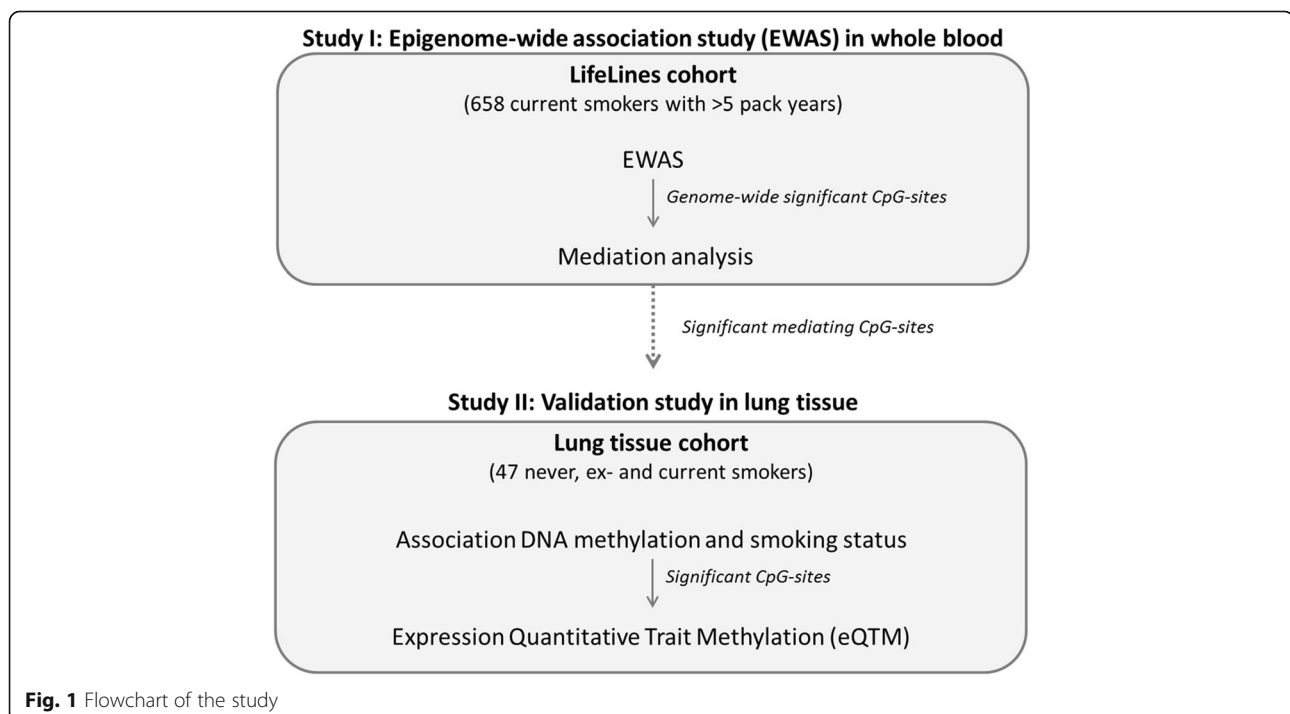 Study I: Epigenome-wide association study (EWAS) in whole blood
LifeLines cohort
(658 current smokers with >5 pack years)
EWAS
Genome-wide significant CpG-sites
Mediation analysis
Significant mediating CpG-sites
Study II: Validation study in lung tissue
Lung tissue cohort
(47 never, ex- and current smokers)
Association DNA methylation and smoking status
Significant CpG-sites
Expression Quantitative Trait Methylation (eQTM)
Fig. 1 Flowchart of the study